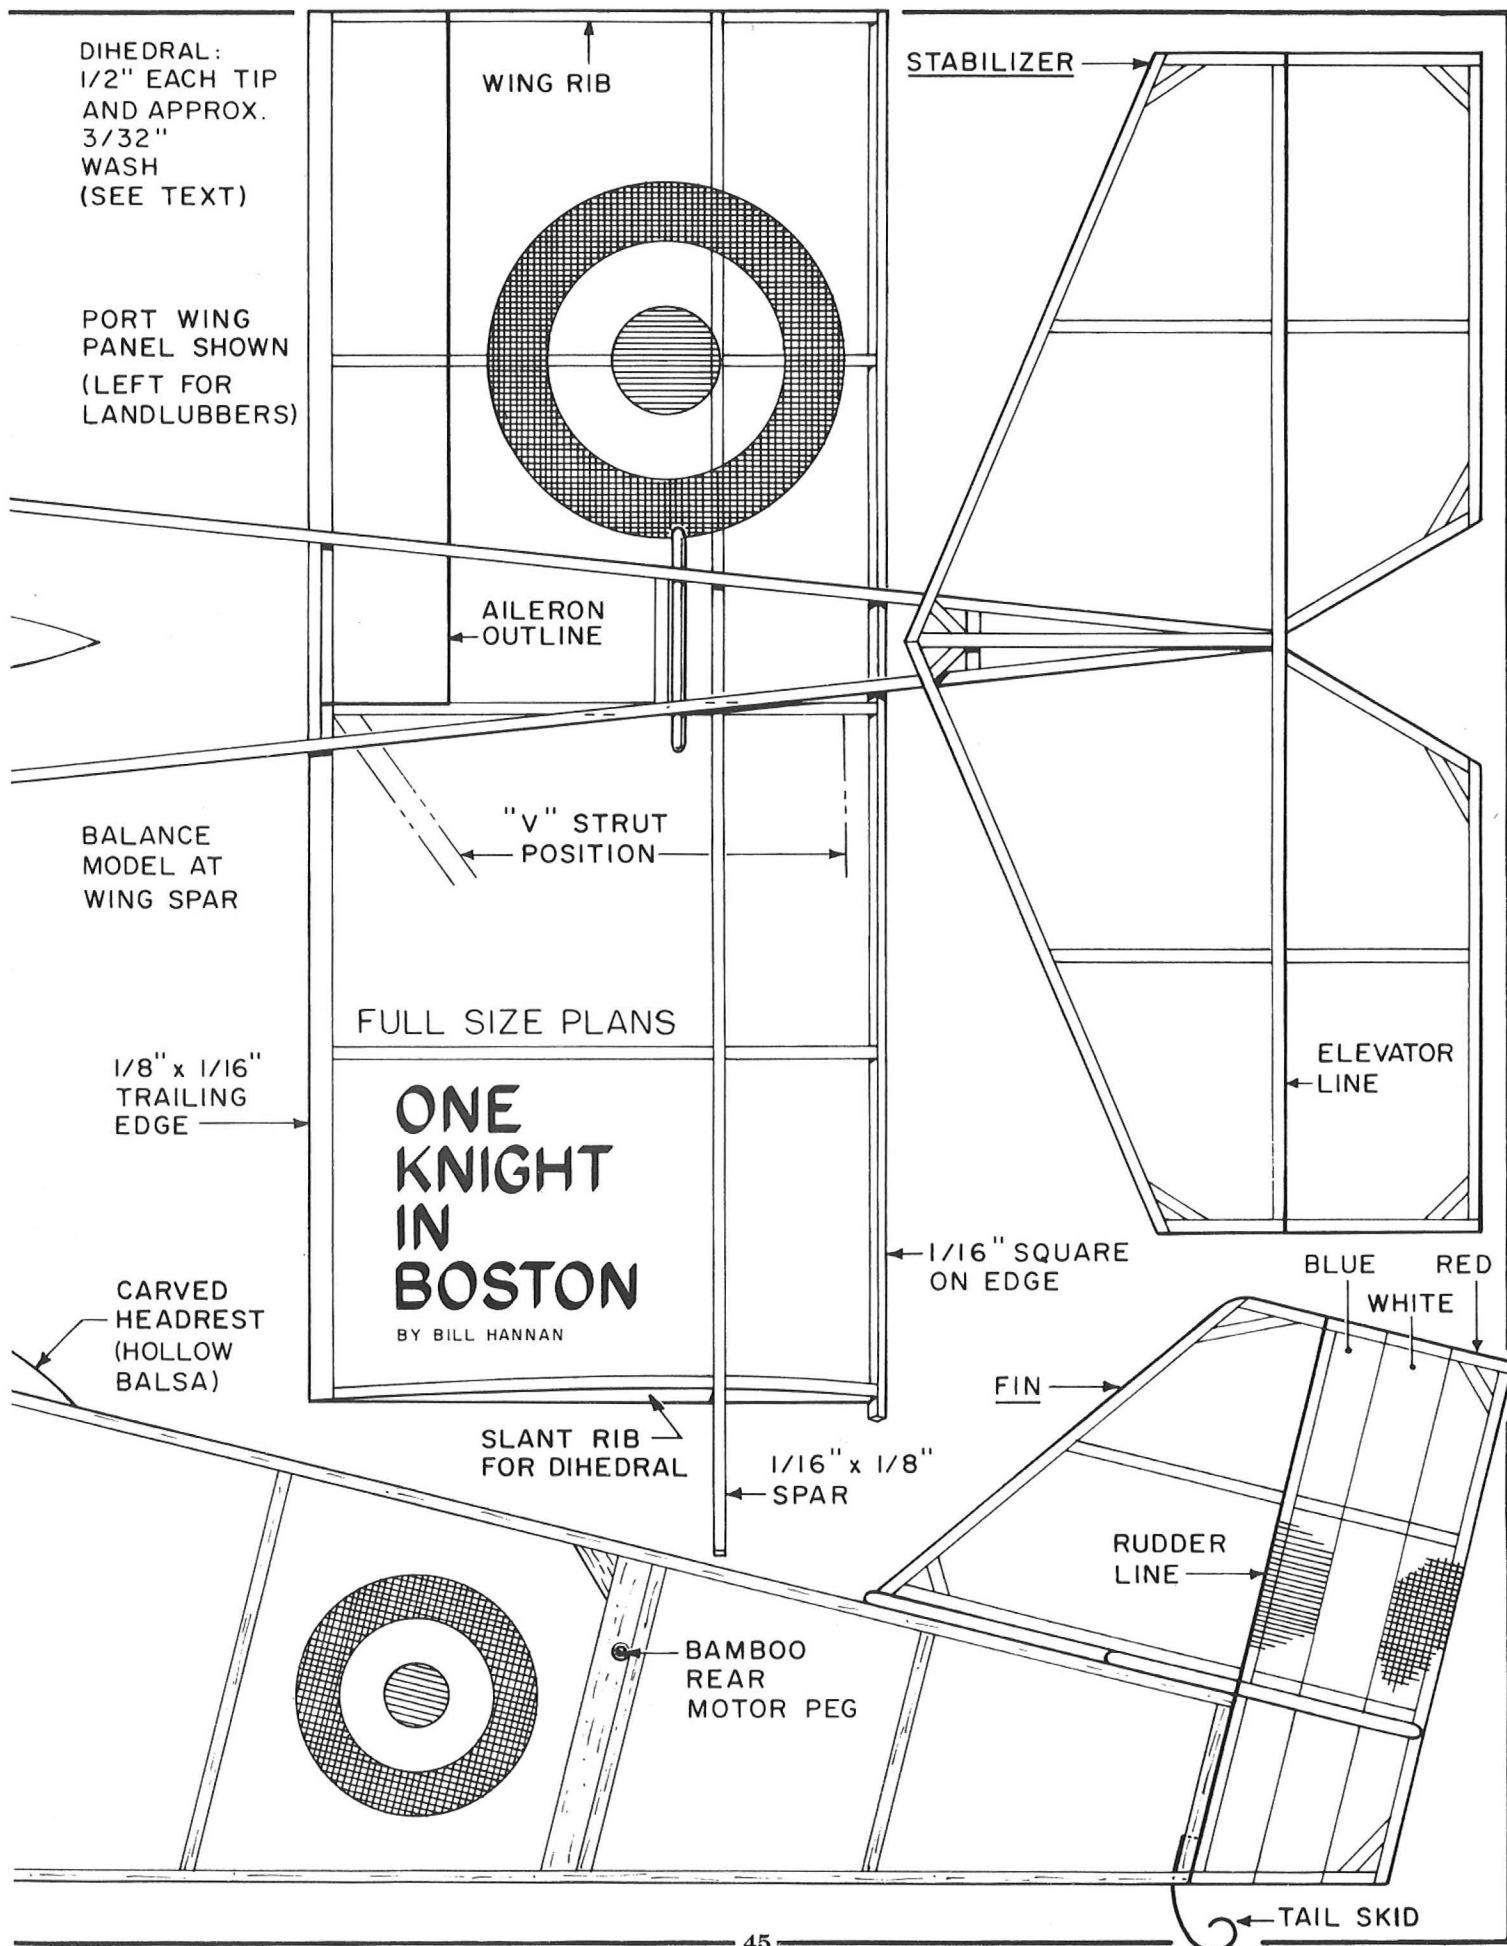 DIHEDRAL:
1/2" EACH TIP
AND APPROX.
3/32"
WASH
(SEE TEXT)
WING RIB
STABILIZER
PORT WING
PANEL SHOWN
(LEFT FOR
LANDLUBBERS)
AILERON
OUTLINE
"V" STRUT
POSITION
BALANCE
MODEL AT
WING SPAR
FULL SIZE PLANS
1/8" x 1/16"
TRAILING
EDGE
ONE
KNIGHT
IN
BOSTON
BY BILL HANNAN
ELEVATOR
LINE
1/16" SQUARE
ON EDGE
BLUE
RED
WHITE
CARVED
HEADREST
(HOLLOW
BALSA)
FIN
SLANT RIB
FOR DIHEDRAL
1/16" x 1/8"
SPAR
RUDDER
LINE
BAMBOO
REAR
MOTOR PEG
TAIL SKID
45